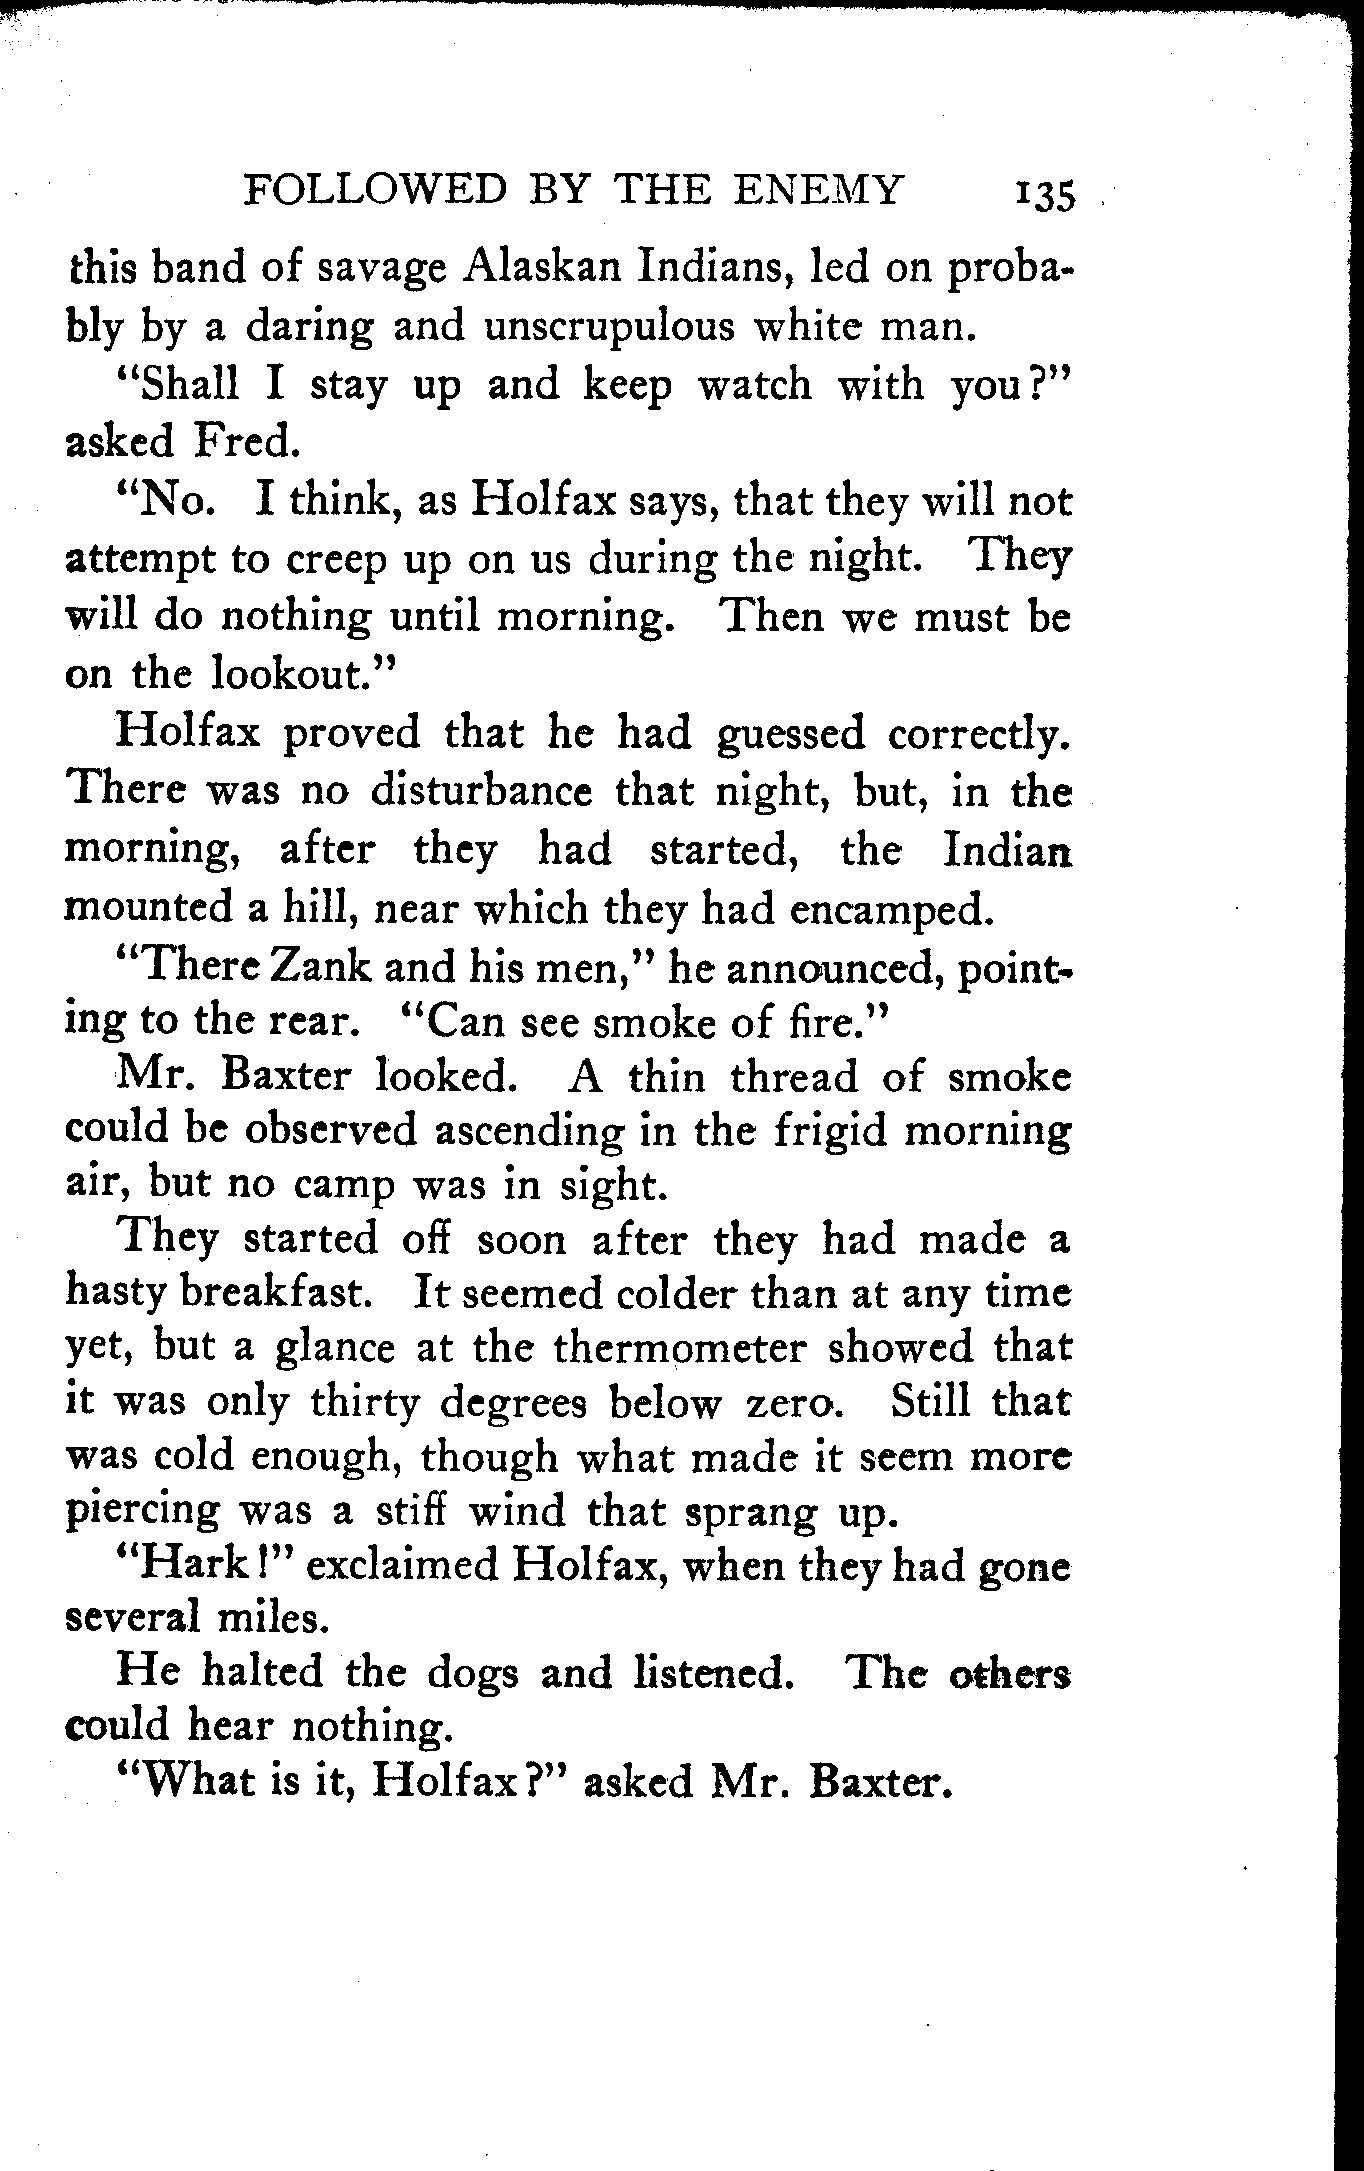 FOLLOWED BY THE ENEMY 135
this band of savage Alaskan Indians, led on proba-
bly by a daring and unscrupulous white man.
"Shall I stay up and keep watch with you?"
asked Fred.
"No. I think, as Holfax says, that they will not
attempt to creep up on us during the night. They
will do nothing until morning. Then we must be
on the lookout."
Holfax proved that he had guessed correctly.
There was no disturbance that night, but, in the
morning, after they had started, the Indian
mounted a hill, near which they had encamped.
"There Zank and his men," he announced, point-
ing to the rear. "Can see smoke of fire."
Mr. Baxter looked. A thin thread of smoke
could be observed ascending in the frigid morning
air, but no camp was in sight.
They started off soon after they had made a
hasty breakfast. It seemed colder than at any time
yet, but a glance at the thermometer showed that
it was only thirty degrees below zero. Still that
was cold enough, though what made it seem more
piercing was a stiff wind that sprang up.
"Hark!" exclaimed Holfax, when they had gone
several miles.
He halted the dogs and listened. The others
could hear nothing.
"What is it, Holfax?" asked Mr. Baxter.